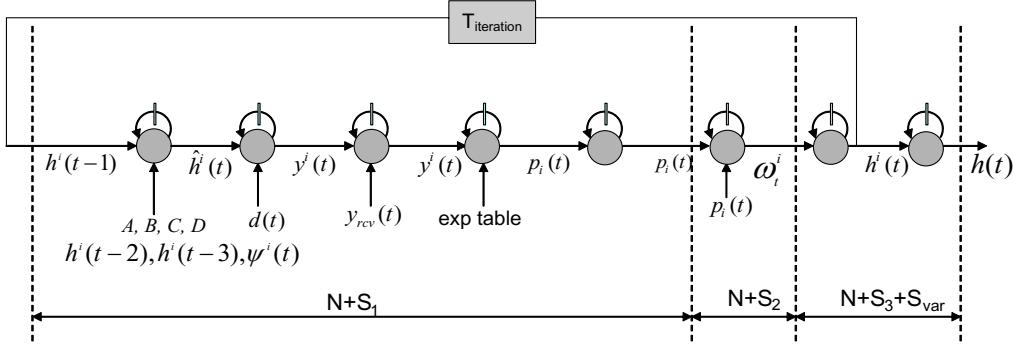 T_iteration
h^i(t−1) ĥ^i(t) y^i(t) y^i(t) p_i(t) p_i(t) ω_t^i h^i(t) h(t)
A, B, C, D d(t) y_rcv(t) exp table p_i(t)
h^i(t−2), h^i(t−3), ψ^i(t)
N+S_1 N+S_2 N+S_3+S_var